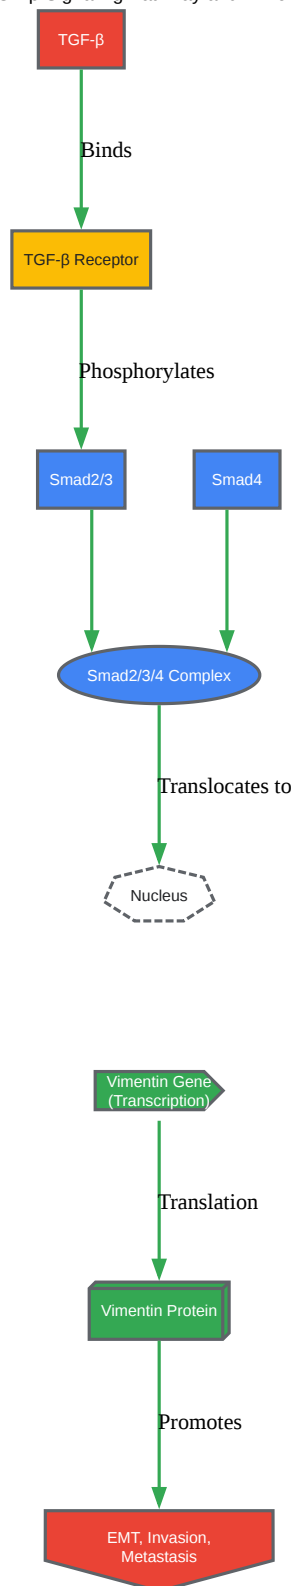 TGF-β
Binds
TGF-β Receptor
Phosphorylates
Smad2/3
Smad4
Smad2/3/4 Complex
Translocates to
Nucleus
Vimentin Gene
(Transcription)
Translation
Vimentin Protein
Promotes
EMT, Invasion,
Metastasis